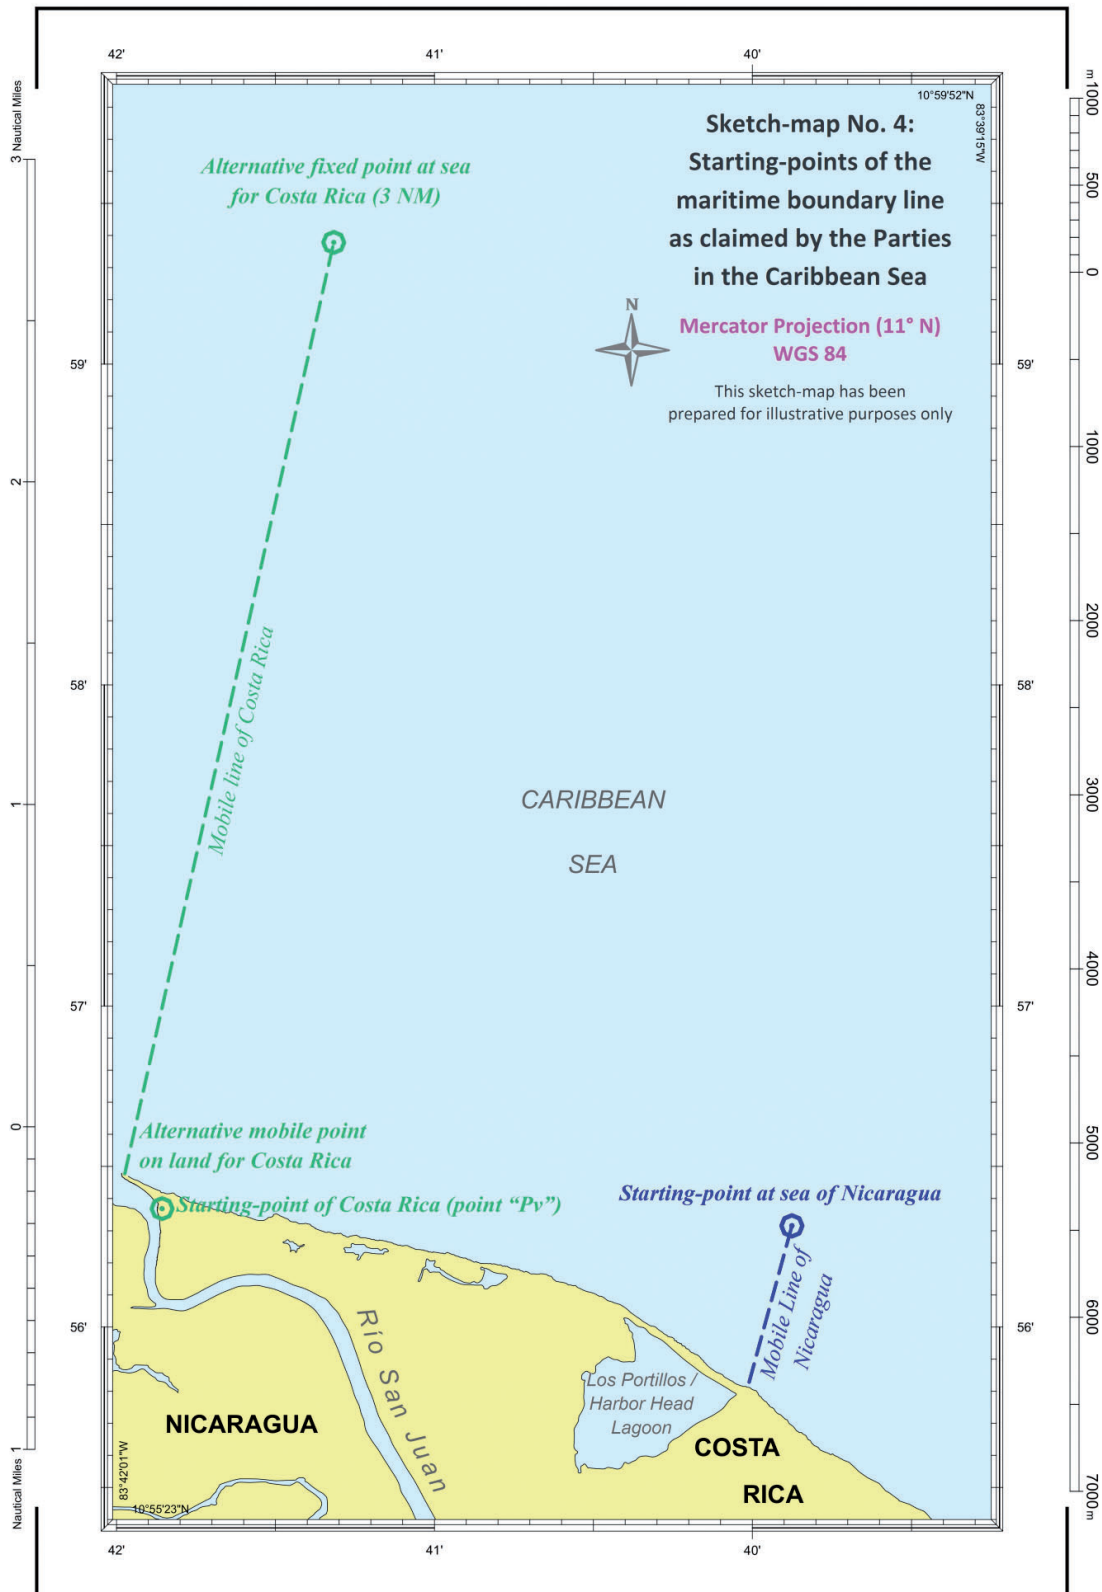 42'
41'
40'
3 Nautical Miles
2
1
0
Nautical Miles 1
m 1000
500
0
1000
2000
3000
4000
5000
6000
7000m
10°59'52"N
83°39'15"W
Sketch-map No. 4:
Starting-points of the
maritime boundary line
as claimed by the Parties
in the Caribbean Sea
Alternative fixed point at sea
for Costa Rica (3 NM)
N
Mercator Projection (11° N)
WGS 84
This sketch-map has been
prepared for illustrative purposes only
59'
59'
58'
58'
Mobile line of Costa Rica
CARIBBEAN
SEA
57'
57'
Alternative mobile point
on land for Costa Rica
Starting-point of Costa Rica (point “Pv”)
Starting-point at sea of Nicaragua
Mobile Line of
Nicaragua
56'
56'
Río San Juan
Los Portillos /
Harbor Head
Lagoon
NICARAGUA
COSTA
RICA
83°42'01"W
10°55'23"N
42'
41'
40'